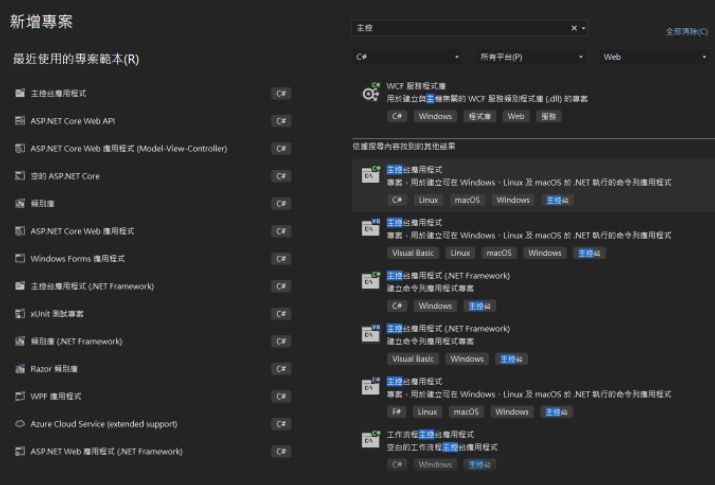 新增專案
最近使用的專案範本(R)
主控台應用程式 C#
ASP.NET Core Web API C#
ASP.NET Core Web 應用程式 (Model-View-Controller) C#
空的 ASP.NET Core C#
類別庫 C#
ASP.NET Core Web 應用程式 C#
Windows Forms 應用程式 C#
主控台應用程式 (.NET Framework) C#
xUnit 測試專案 C#
類別庫 (.NET Framework) C#
Razor 類別庫 C#
WPF 應用程式 C#
Azure Cloud Service (extended support) C#
ASP.NET Web 應用程式 (.NET Framework) C#
主控
全部清除(C)
C# 所有平台(P) Web
WCF 服務程式庫
用於建立與主機無關的 WCF 服務類別程式庫 (.dll) 的專案
C# Windows 程式庫 Web 服務
依據搜尋內容找到的其他結果
主控台應用程式
專案，用於建立可在 Windows、Linux 及 macOS 於 .NET 執行的命令列應用程式
C# Linux macOS Windows 主控台
主控台應用程式
專案，用於建立可在 Windows、Linux 及 macOS 於 .NET 執行的命令列應用程式
Visual Basic Linux macOS Windows 主控台
主控台應用程式 (.NET Framework)
建立命令列應用程式專案
C# Windows 主控台
主控台應用程式 (.NET Framework)
建立命令列應用程式專案
Visual Basic Windows 主控台
主控台應用程式
專案，用於建立可在 Windows、Linux 及 macOS 於 .NET 執行的命令列應用程式
F# Linux macOS Windows 主控台
工作流程主控台應用程式
空白的工作流程主控台應用程式
C# Windows 主控台